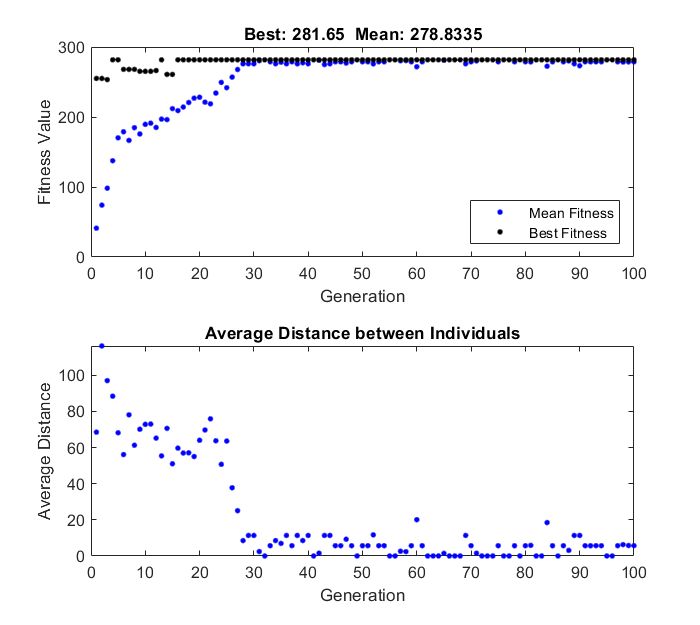 Best: 281.65 Mean: 278.8335
300
200
100
0
Fitness Value
Mean Fitness
Best Fitness
0 10 20 30 40 50 60 70 80 90 100
Generation
Average Distance between Individuals
100
80
60
40
20
0
Average Distance
0 10 20 30 40 50 60 70 80 90 100
Generation